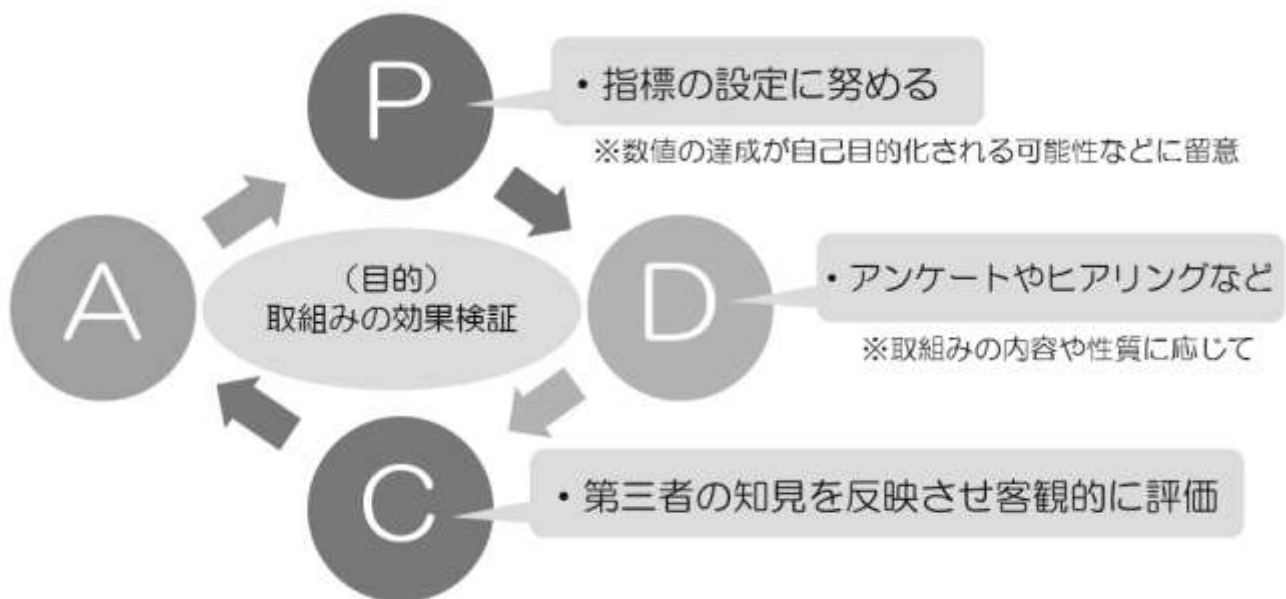 P
・指標の設定に努める
※数値の達成が自己目的化される可能性などに留意
A
（目的）
取組みの効果検証
D
・アンケートやヒアリングなど
※取組みの内容や性質に応じて
C
・第三者の知見を反映させ客観的に評価